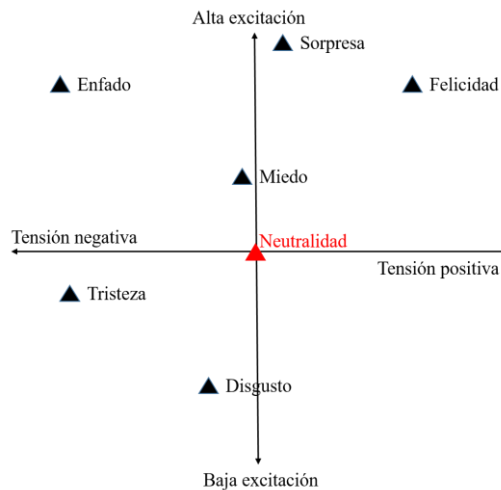 Alta excitación
Sorpresa
Enfado
Felicidad
Miedo
Neutralidad
Tensión negativa
Tensión positiva
Tristeza
Disgusto
Baja excitación